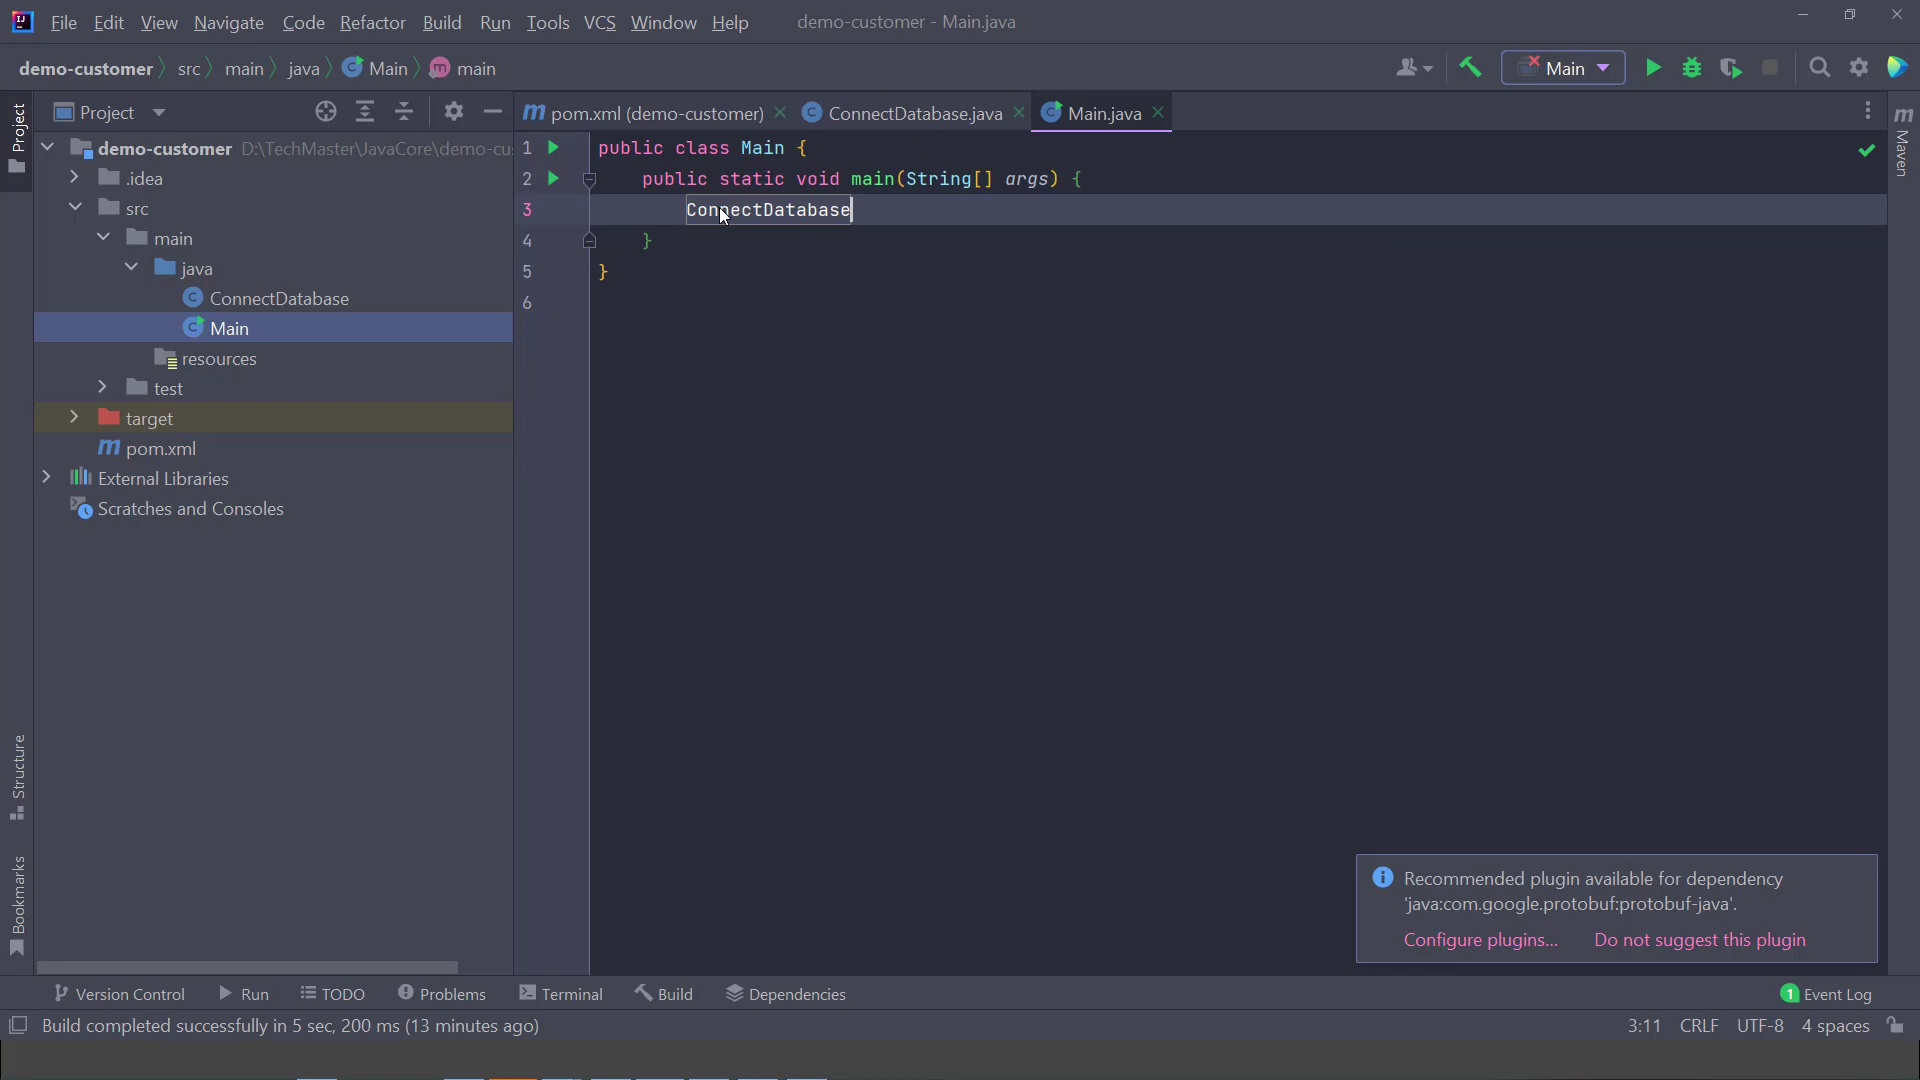 File Edit View Navigate Code Refactor Build Run Tools VCS Window Help demo-customer - Main.java
demo-customer src main java Main main Main
Project
Project
pom.xml (demo-customer) ConnectDatabase.java Main.java
Maven
demo-customer D:\TechMaster\JavaCore\demo-cu
.idea
src
main
java
ConnectDatabase
Main
resources
test
target
pom.xml
External Libraries
Scratches and Consoles
1 public class Main {
2 public static void main(String[] args) {
3 ConnectDatabase
4 }
5 }
6
Structure
Bookmarks
Recommended plugin available for dependency
'java:com.google.protobuf:protobuf-java'.
Configure plugins... Do not suggest this plugin
Version Control Run TODO Problems Terminal Build Dependencies 1 Event Log
Build completed successfully in 5 sec, 200 ms (13 minutes ago) 3:11 CRLF UTF-8 4 spaces